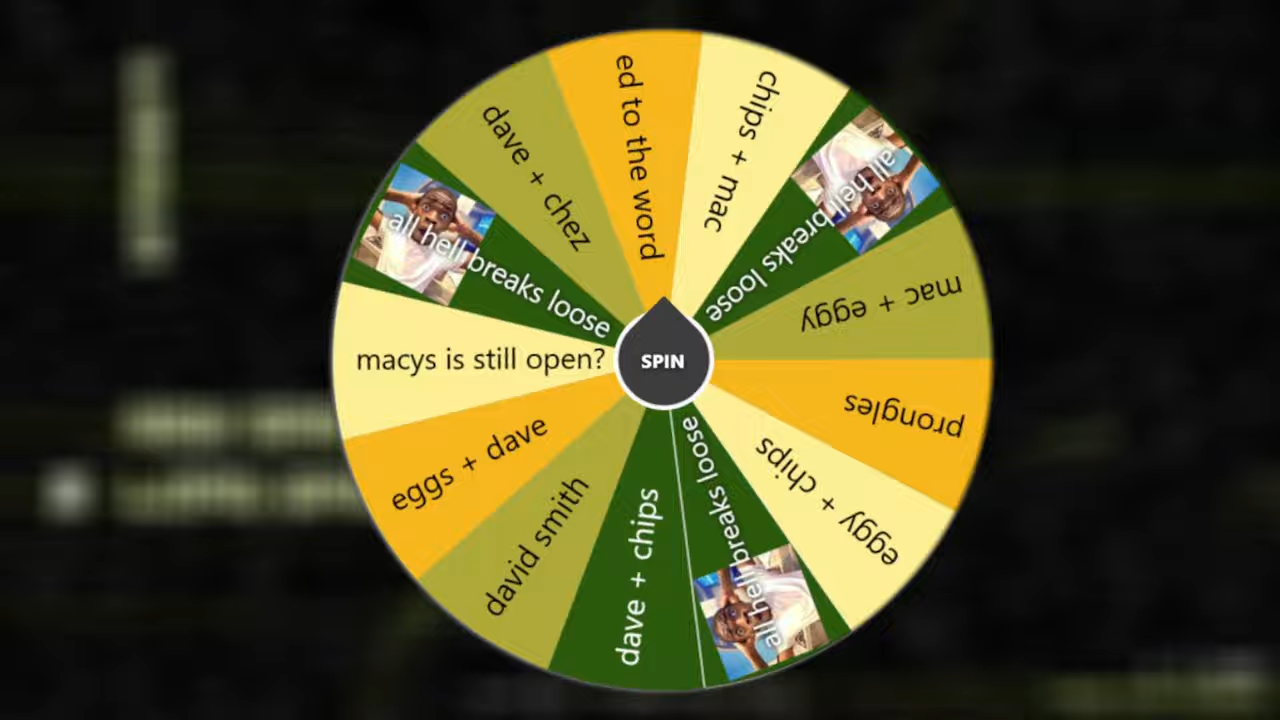 ed to the word
chips + mac
all hell breaks loose
mac + eggy
prongles
eggy + chips
all hell breaks loose
dave + chips
david smith
eggs + dave
macys is still open?
all hell breaks loose
dave + chez
SPIN